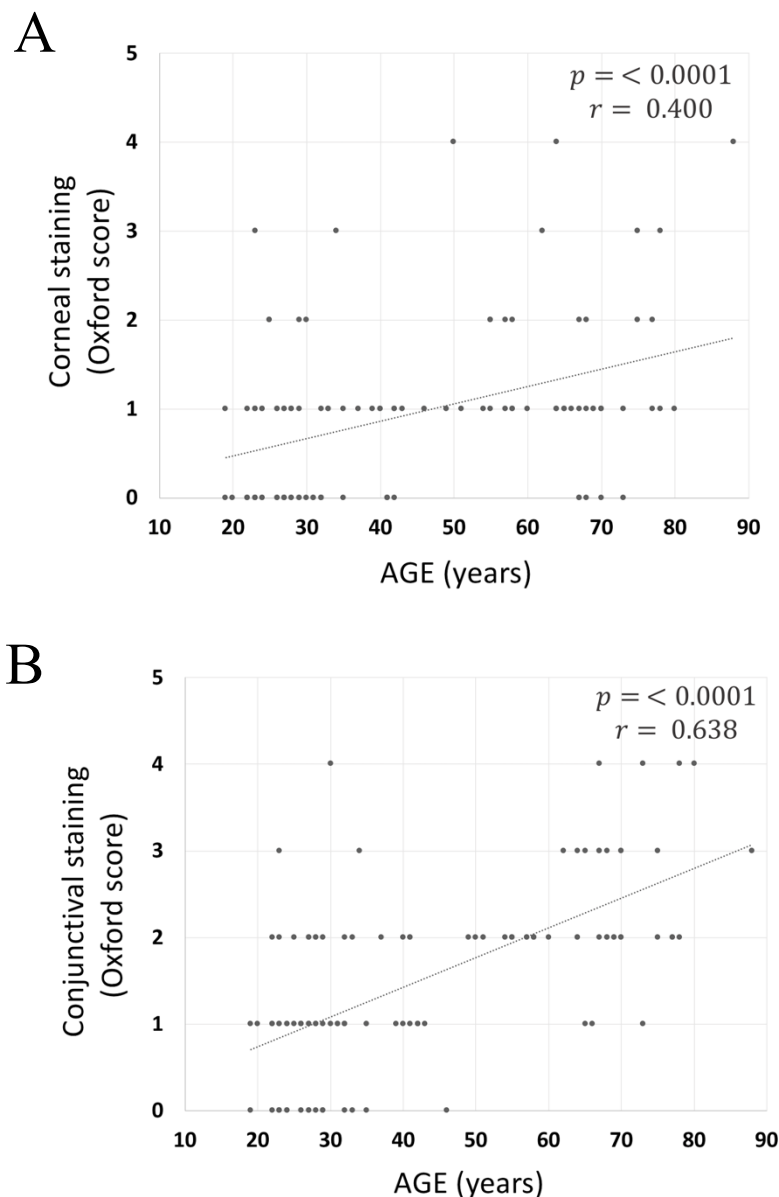 A
p = < 0.0001
r = 0.400
Corneal staining
(Oxford score)
5
4
3
2
1
0
10 20 30 40 50 60 70 80 90
AGE (years)
B
p = < 0.0001
r = 0.638
Conjunctival staining
(Oxford score)
5
4
3
2
1
0
10 20 30 40 50 60 70 80 90
AGE (years)